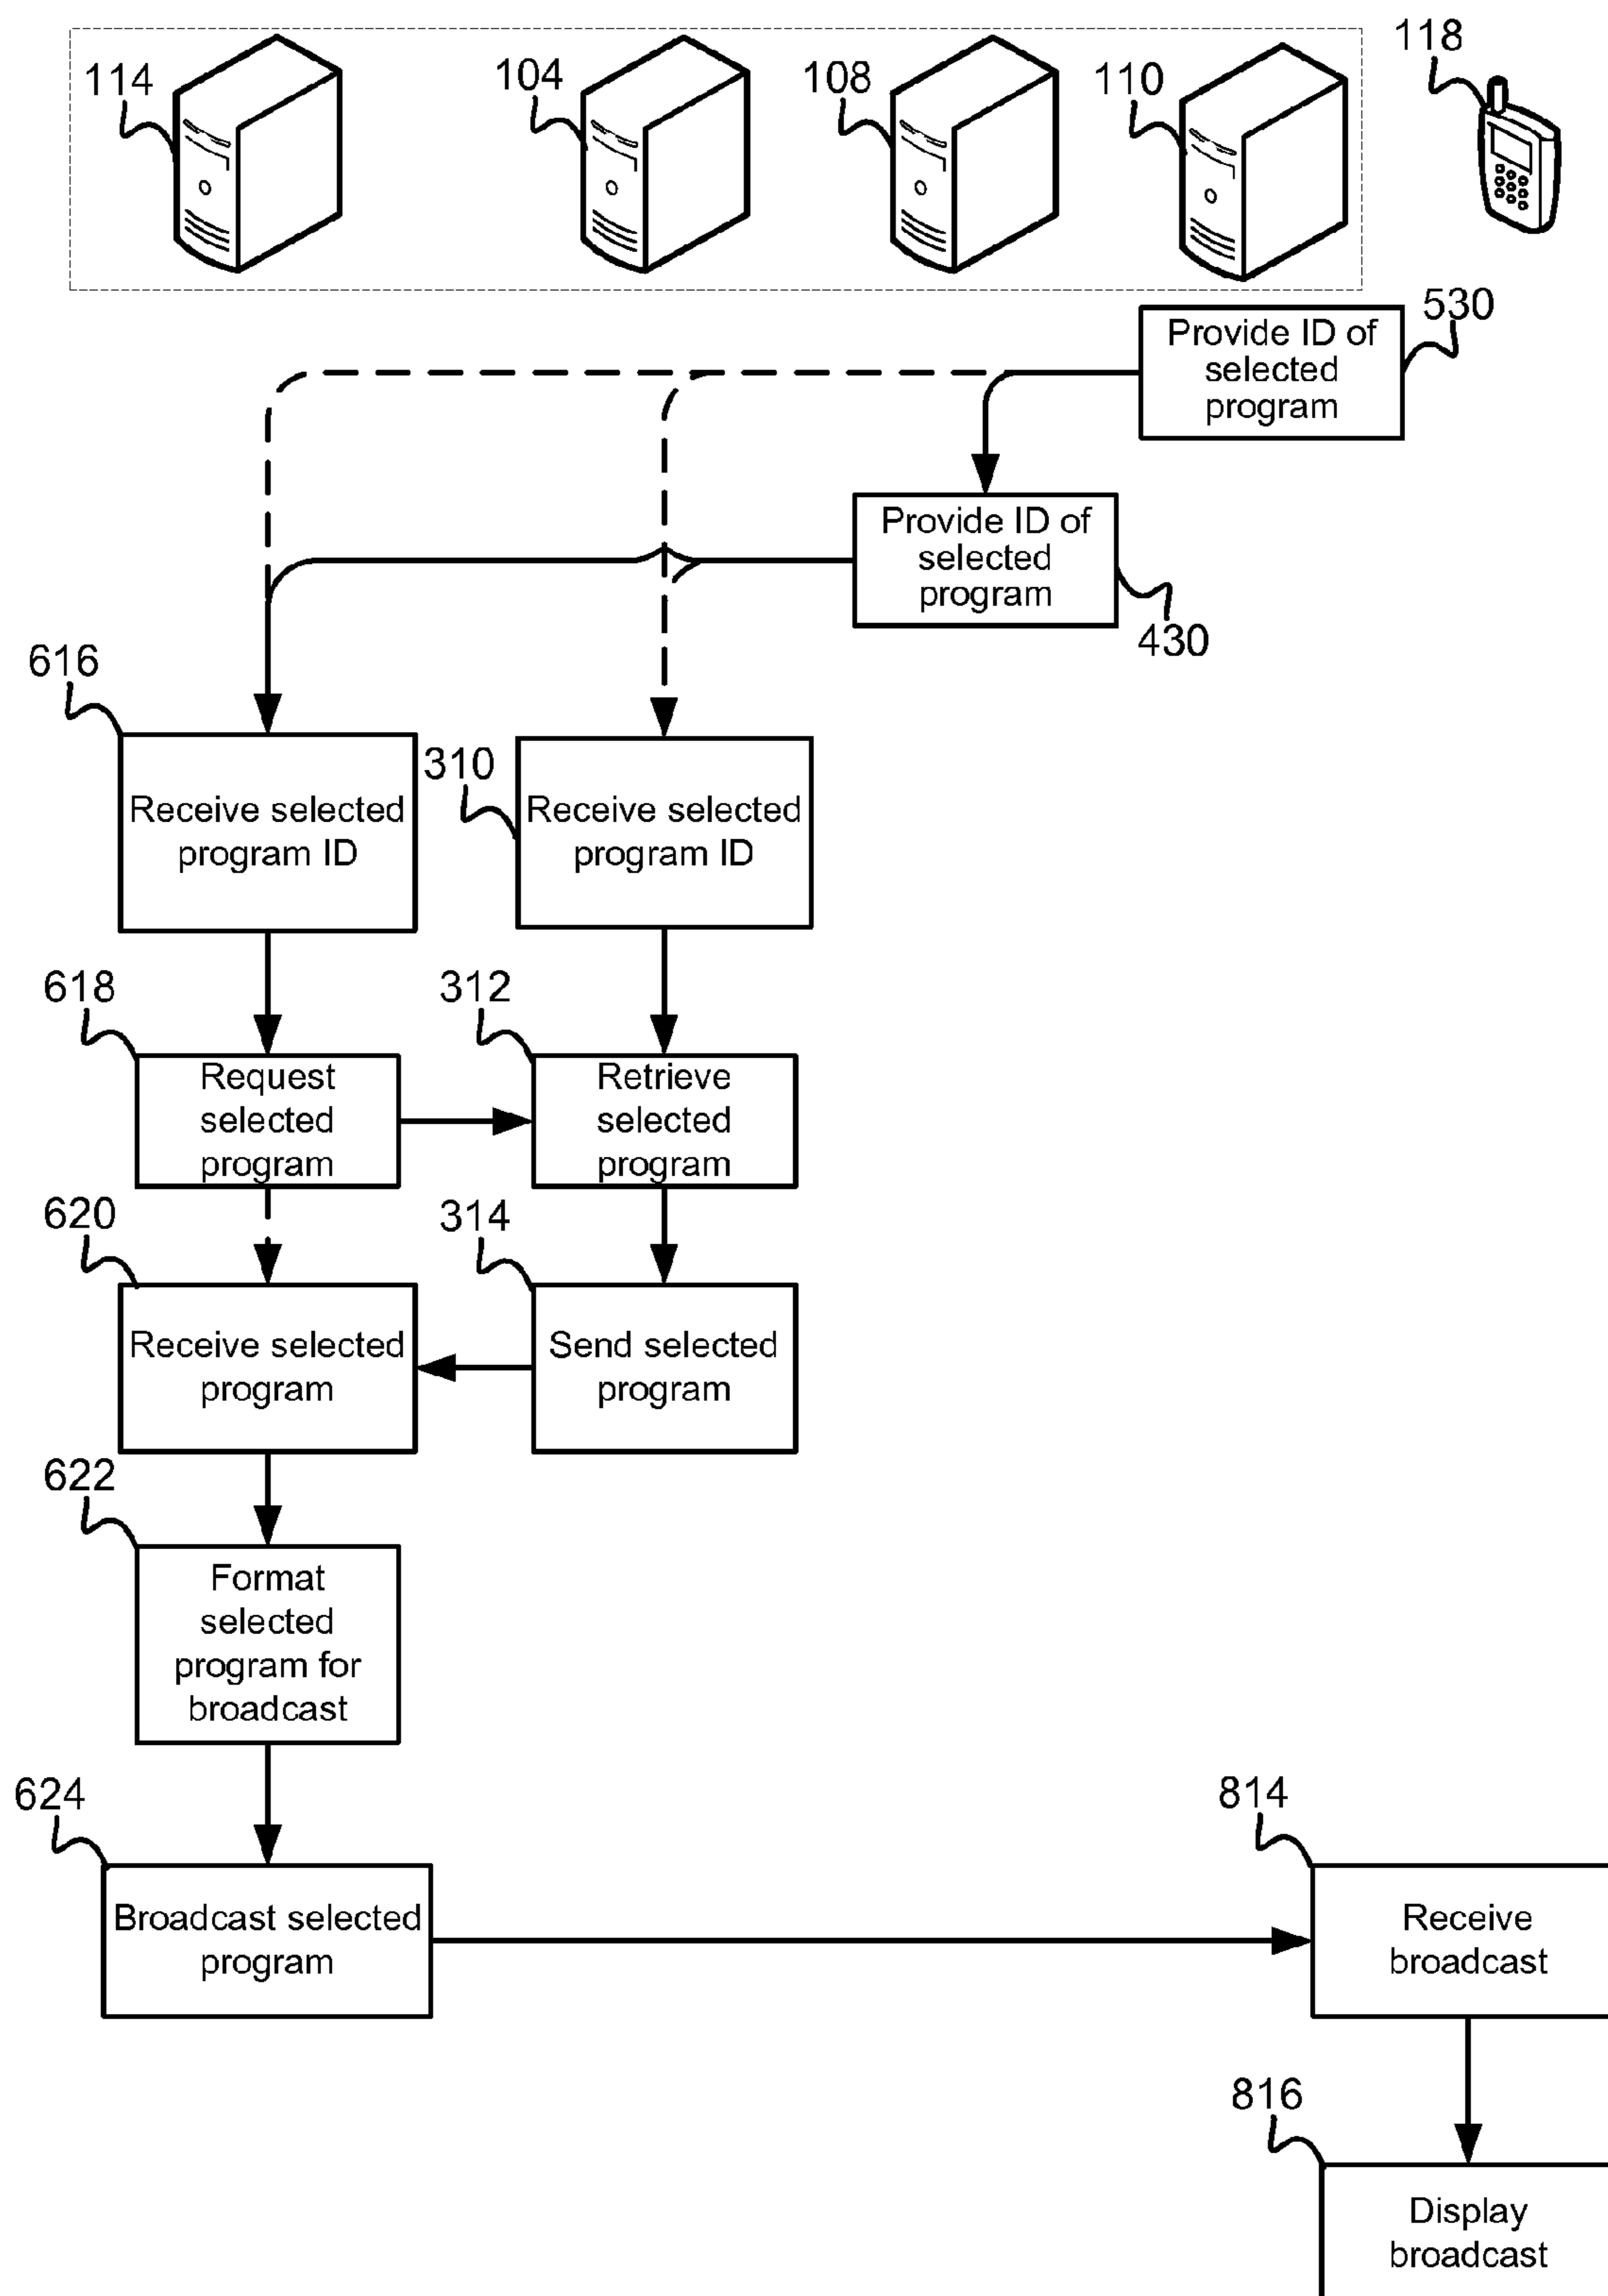 114
104
108
110
118
530
Provide ID of
selected
program
Provide ID of
selected
program
430
616
Receive selected
program ID
310
Receive selected
program ID
618
Request
selected
program
312
Retrieve
selected
program
620
Receive selected
program
314
Send selected
program
622
Format
selected
program for
broadcast
624
Broadcast selected
program
814
Receive
broadcast
816
Display
broadcast